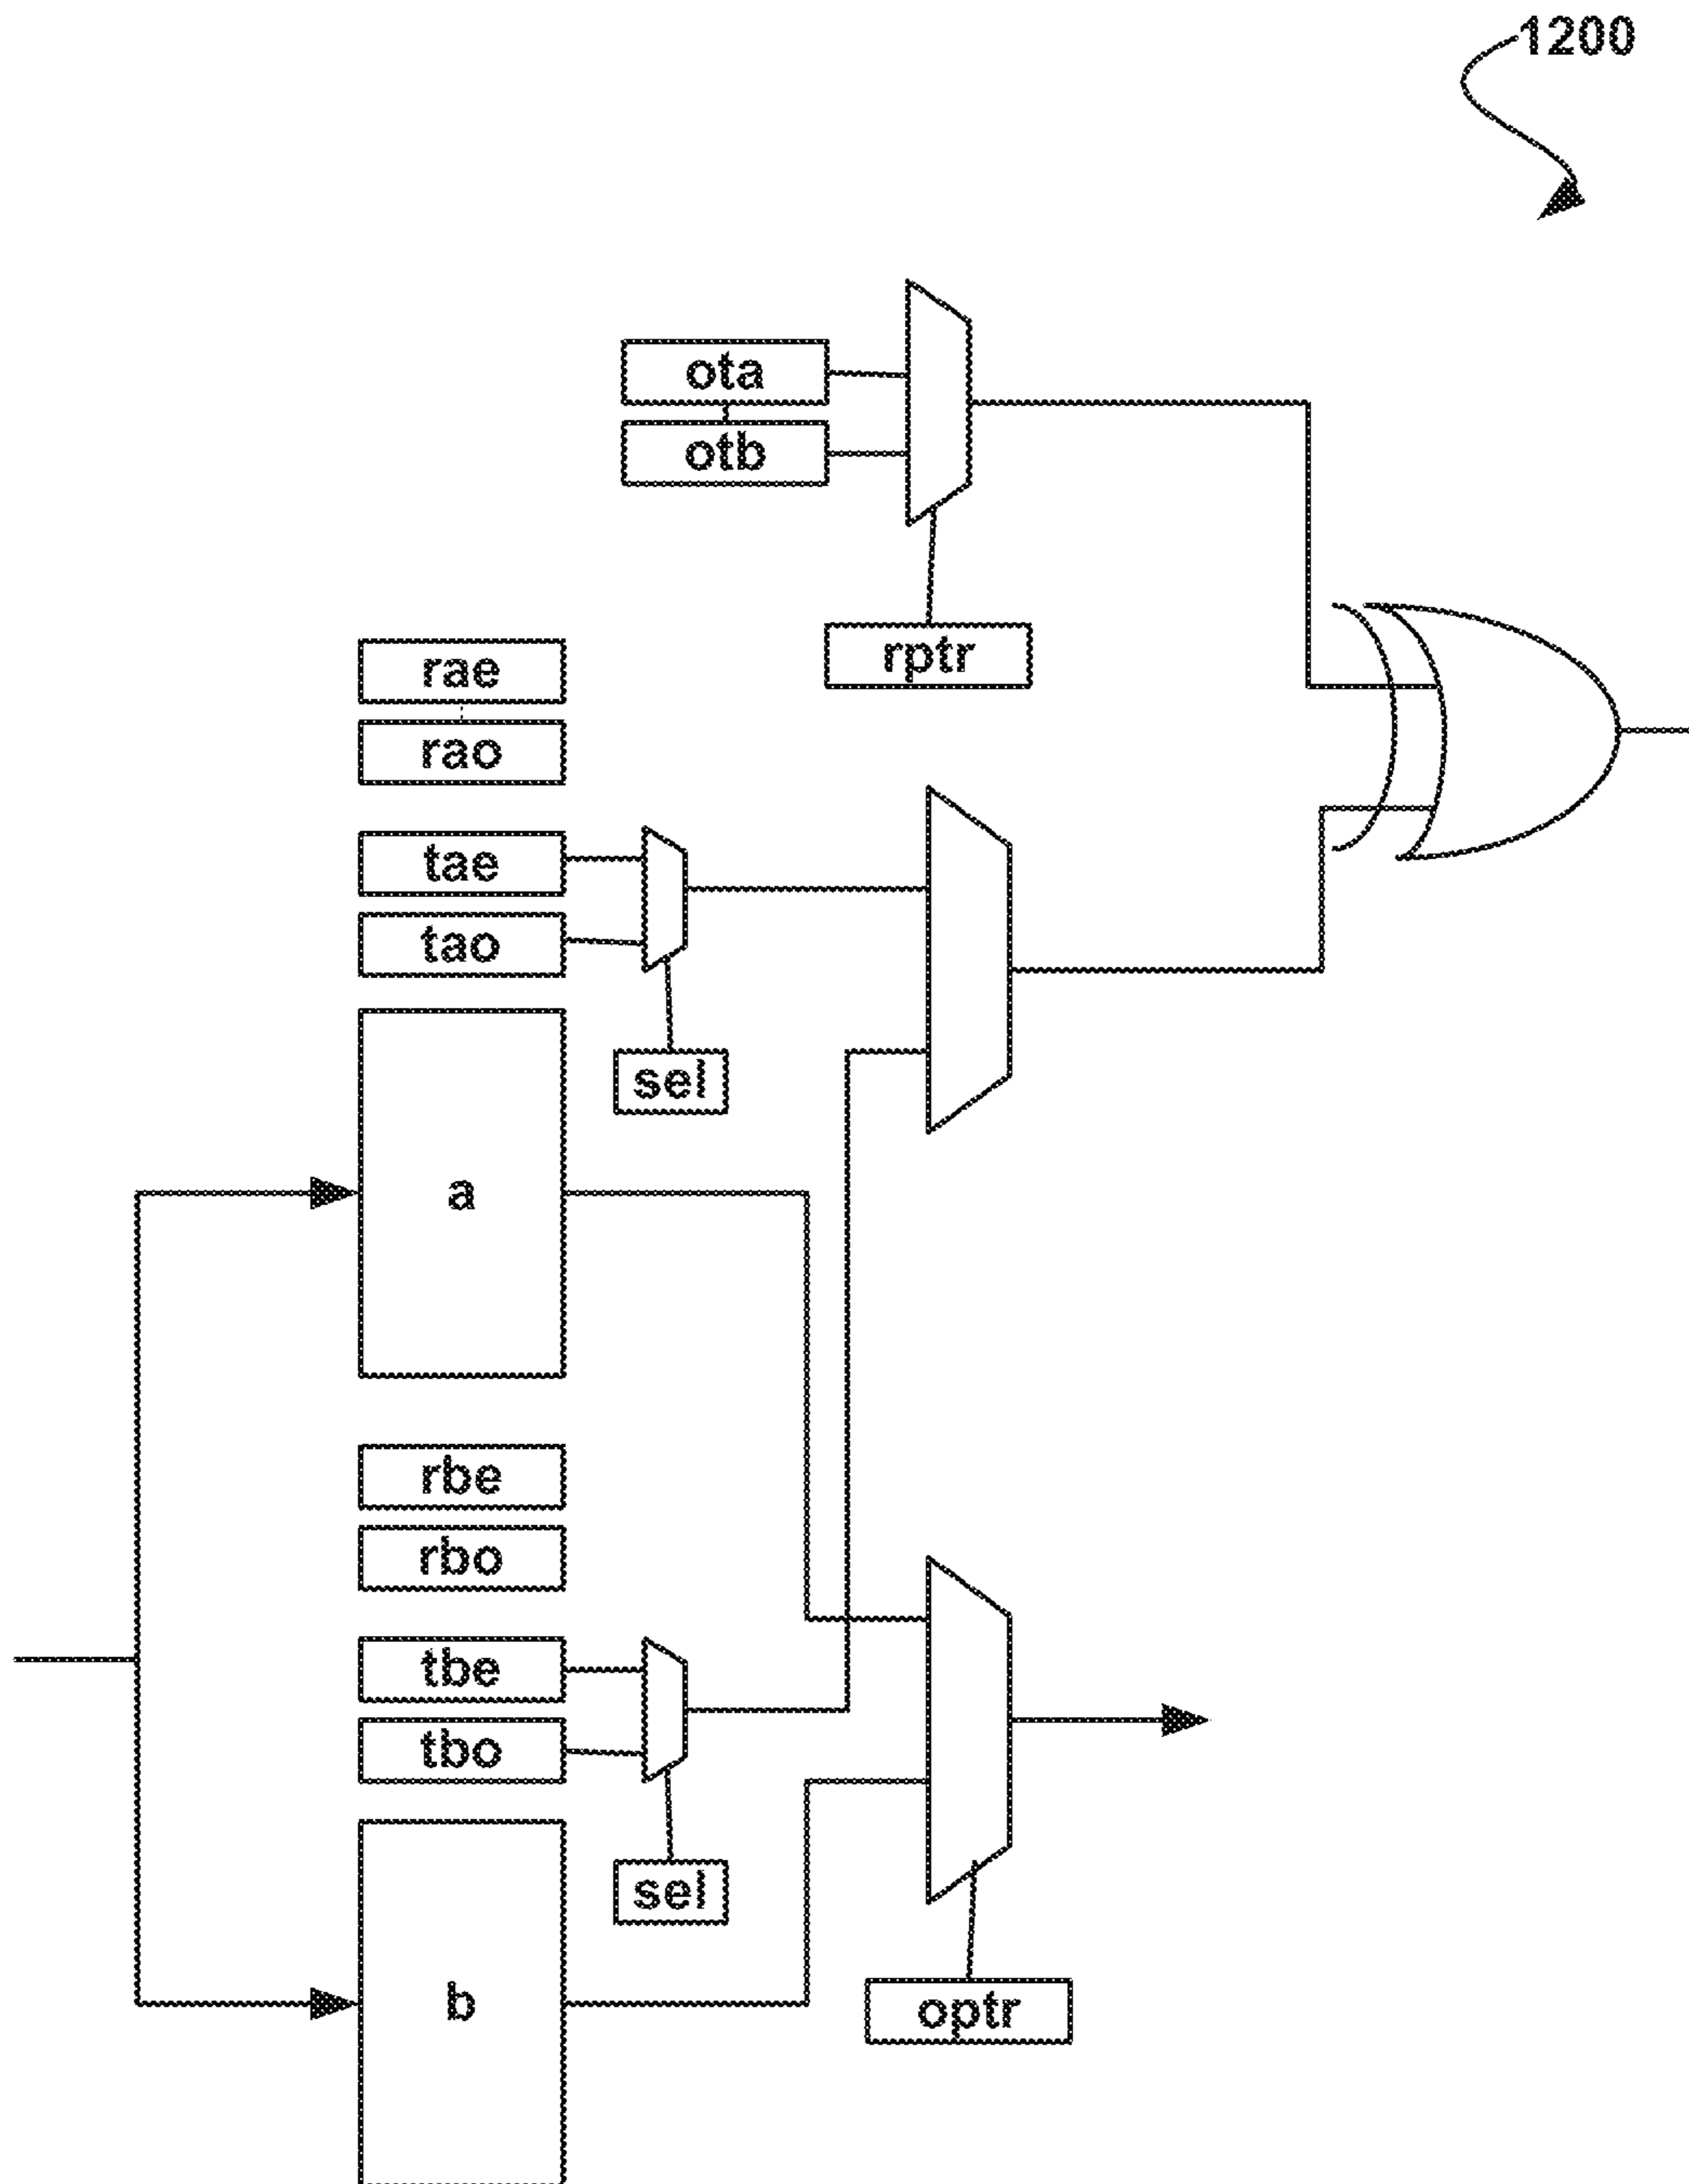 1200
ota
otb
rptr
rae
rao
tae
tao
sel
a
rbe
rbo
tbe
tbo
sel
b
optr